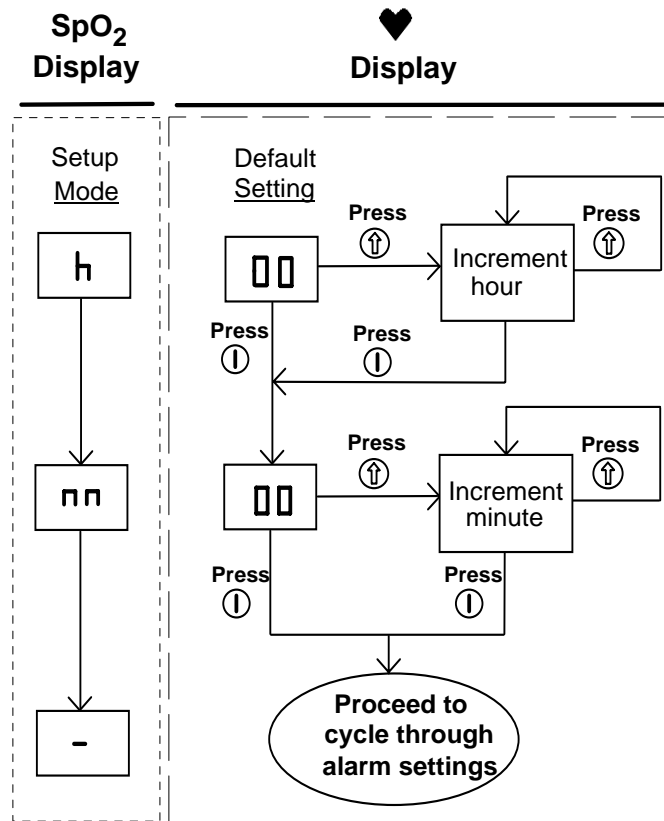 SpO2
Display
♥
Display
Setup
Mode
Default
Setting
Press
Press
h
00
Increment
hour
Press
Press
Press
Press
nn
00
Increment
minute
Press
Press
-
Proceed to
cycle through
alarm settings